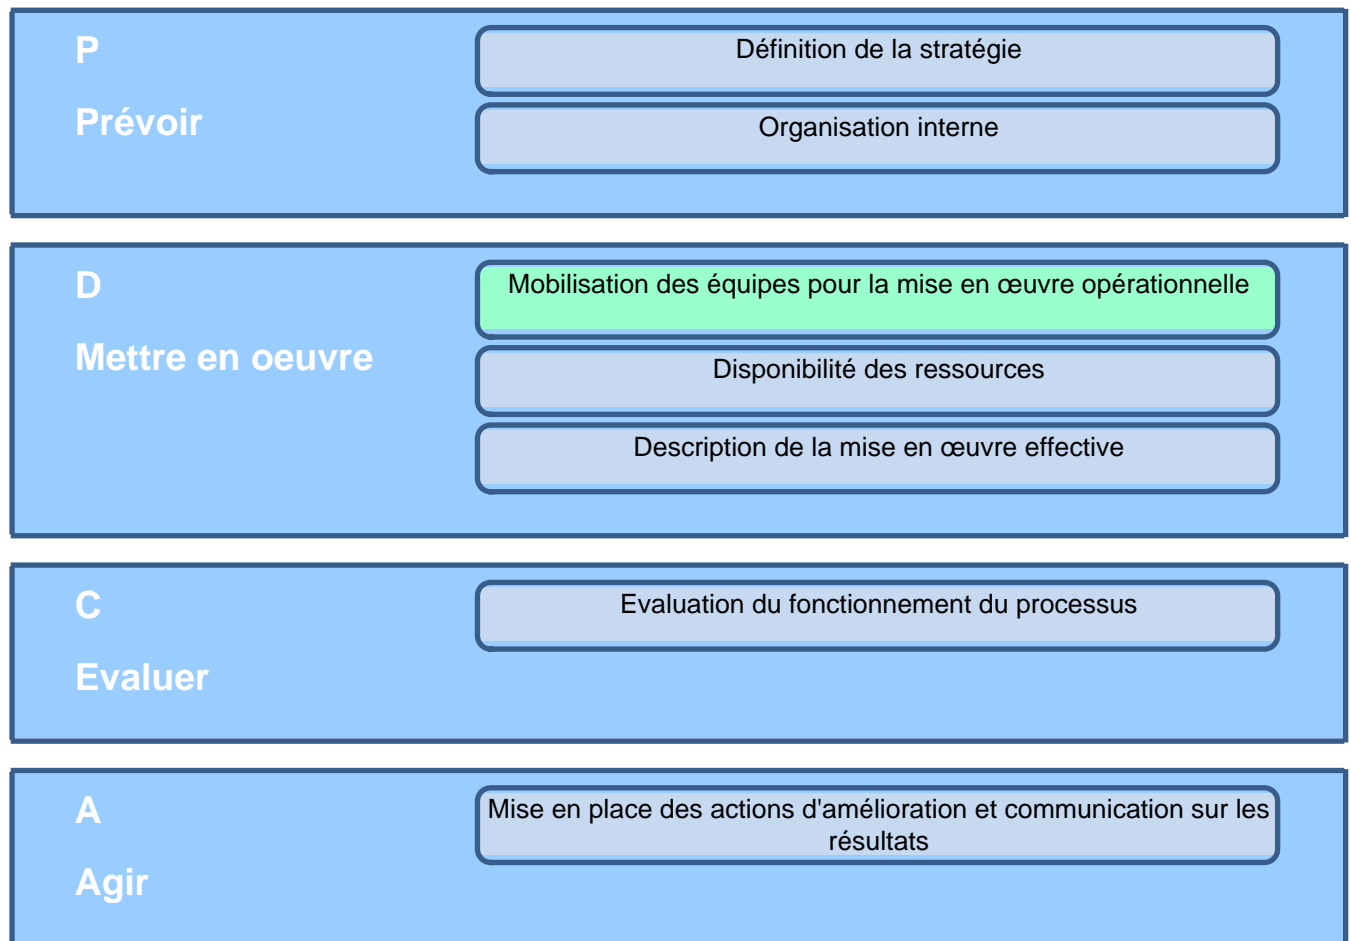 P
Prévoir
Définition de la stratégie
Organisation interne
D
Mettre en oeuvre
Mobilisation des équipes pour la mise en œuvre opérationnelle
Disponibilité des ressources
Description de la mise en œuvre effective
C
Evaluer
Evaluation du fonctionnement du processus
A
Agir
Mise en place des actions d'amélioration et communication sur les
résultats